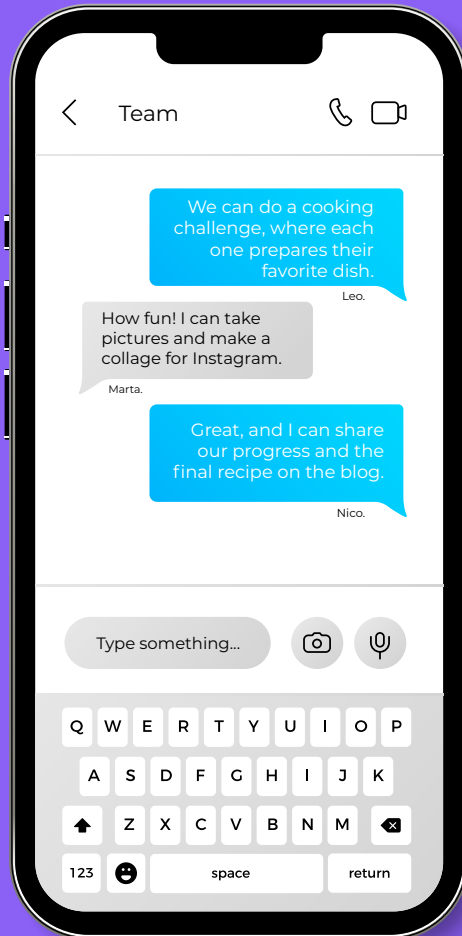 Team
We can do a cooking
challenge, where each
one prepares their
favorite dish.
Leo.
How fun! I can take
pictures and make a
collage for Instagram.
Marta.
Great, and I can share
our progress and the
final recipe on the blog.
Nico.
Type something...
Q W E R T Y U I O P
A S D F G H I J K
Z X C V B N M
123 space return